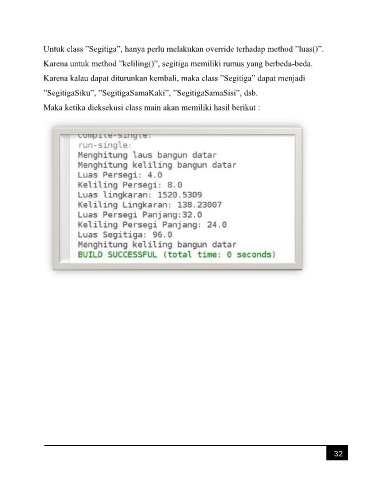 Untuk class "Segitiga", hanya perlu melakukan override terhadap method "luas()".
Karena untuk method "keliling()", segitiga memiliki rumus yang berbeda-beda.
Karena kalau dapat diturunkan kembali, maka class "Segitiga" dapat menjadi
"SegitigaSiku", "SegitigaSamaKaki", "SegitigaSamaSisi", dsb.
Maka ketika dieksekusi class main akan memiliki hasil berikut :
compile-single:
run-single:
Menghitung laus bangun datar
Menghitung keliling bangun datar
Luas Persegi: 4.0
Keliling Persegi: 8.0
Luas lingkaran: 1520.5309
Keliling Lingkaran: 138.23007
Luas Persegi Panjang:32.0
Keliling Persegi Panjang: 24.0
Luas Segitiga: 96.0
Menghitung keliling bangun datar
BUILD SUCCESSFUL (total time: 0 seconds)
32